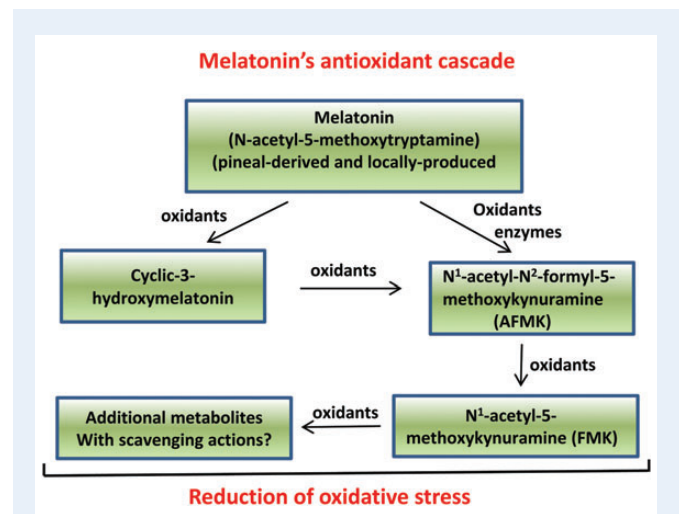 Melatonin's antioxidant cascade
Melatonin
(N-acetyl-5-methoxytryptamine)
(pineal-derived and locally-produced
oxidants
Oxidants
enzymes
Cyclic-3-
hydroxymelatonin
oxidants
N¹-acetyl-N²-formyl-5-
methoxykynuramine
(AFMK)
oxidants
Additional metabolites
With scavenging actions?
oxidants
N¹-acetyl-5-
methoxykynuramine (FMK)
Reduction of oxidative stress